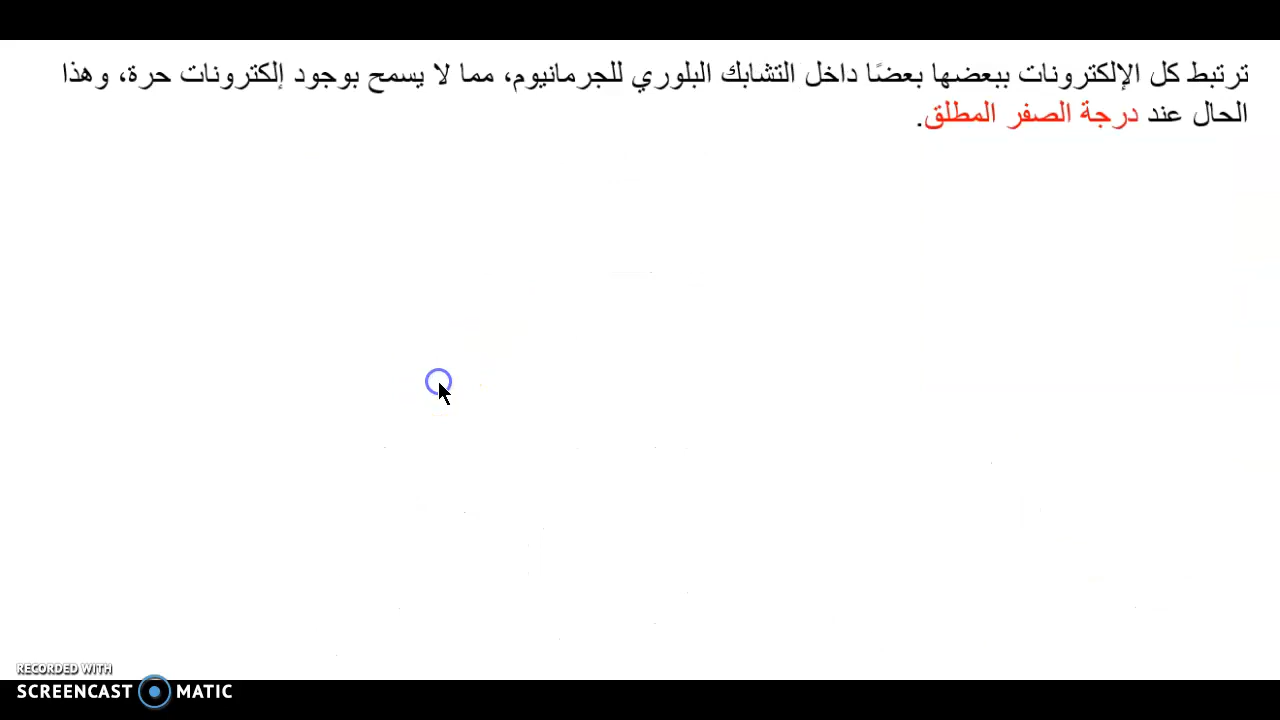 ترتبط كل الإلكترونات ببعضها بعضًا داخل التشابك البلوري للجرمانيوم، مما لا يسمح بوجود إلكترونات حرة، وهذا
الحال عند درجة الصفر المطلق.
RECORDED WITH
SCREENCAST MATIC